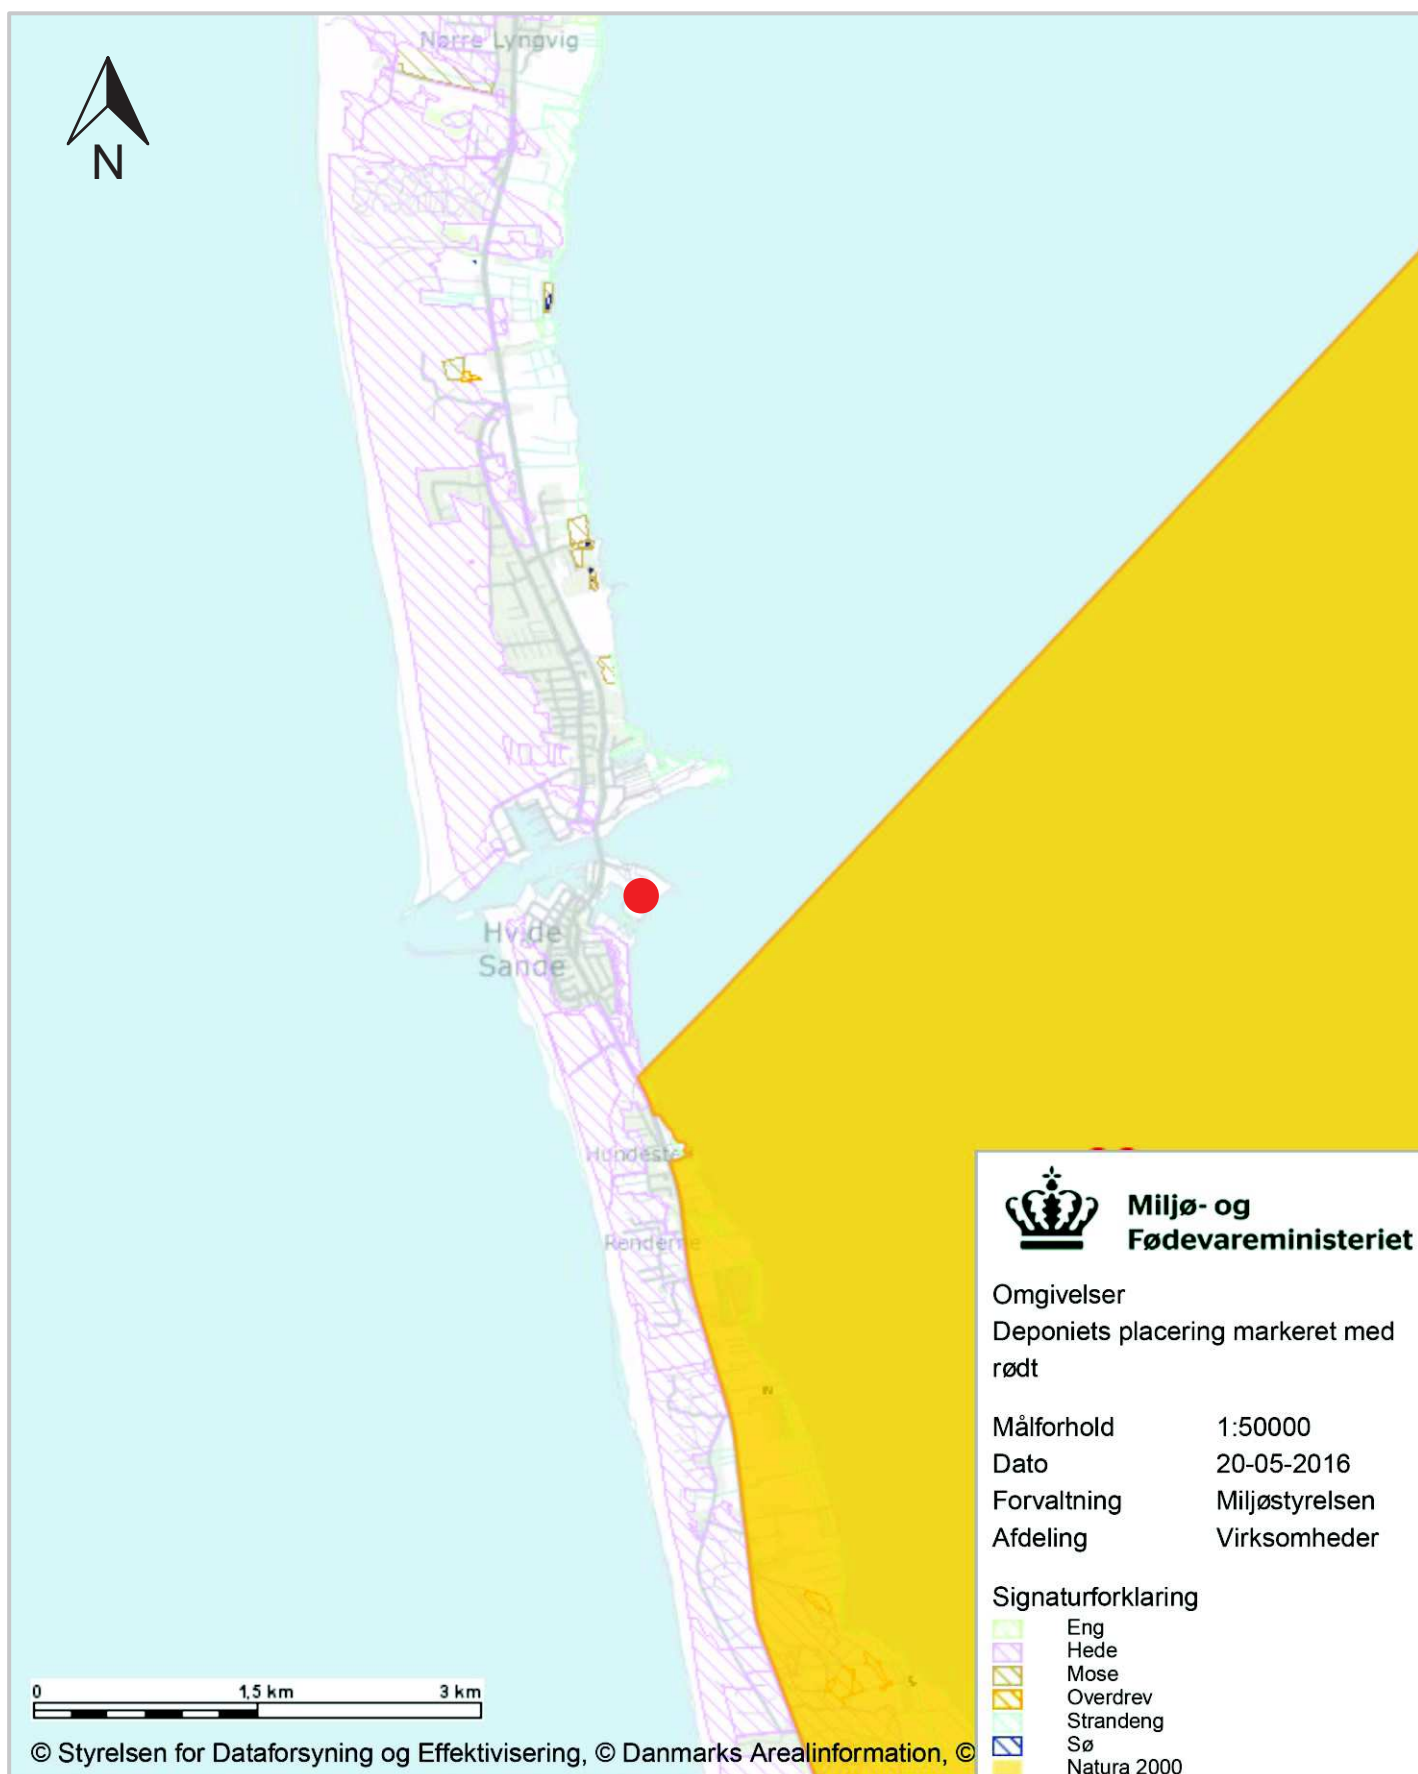 Nørre Lyngvig
N
Hvide
Sande
Hundeste
Renderne
Miljø- og
Fødevareministeriet
Omgivelser
Deponiets placering markeret med
rødt
Målforhold 1:50000
Dato 20-05-2016
Forvaltning Miljøstyrelsen
Afdeling Virksomheder
Signaturforklaring
Eng
Hede
Mose
Overdrev
Strandeng
Sø
Natura 2000
0 1,5 km 3 km
© Styrelsen for Dataforsyning og Effektivisering, © Danmarks Arealinformation, ©